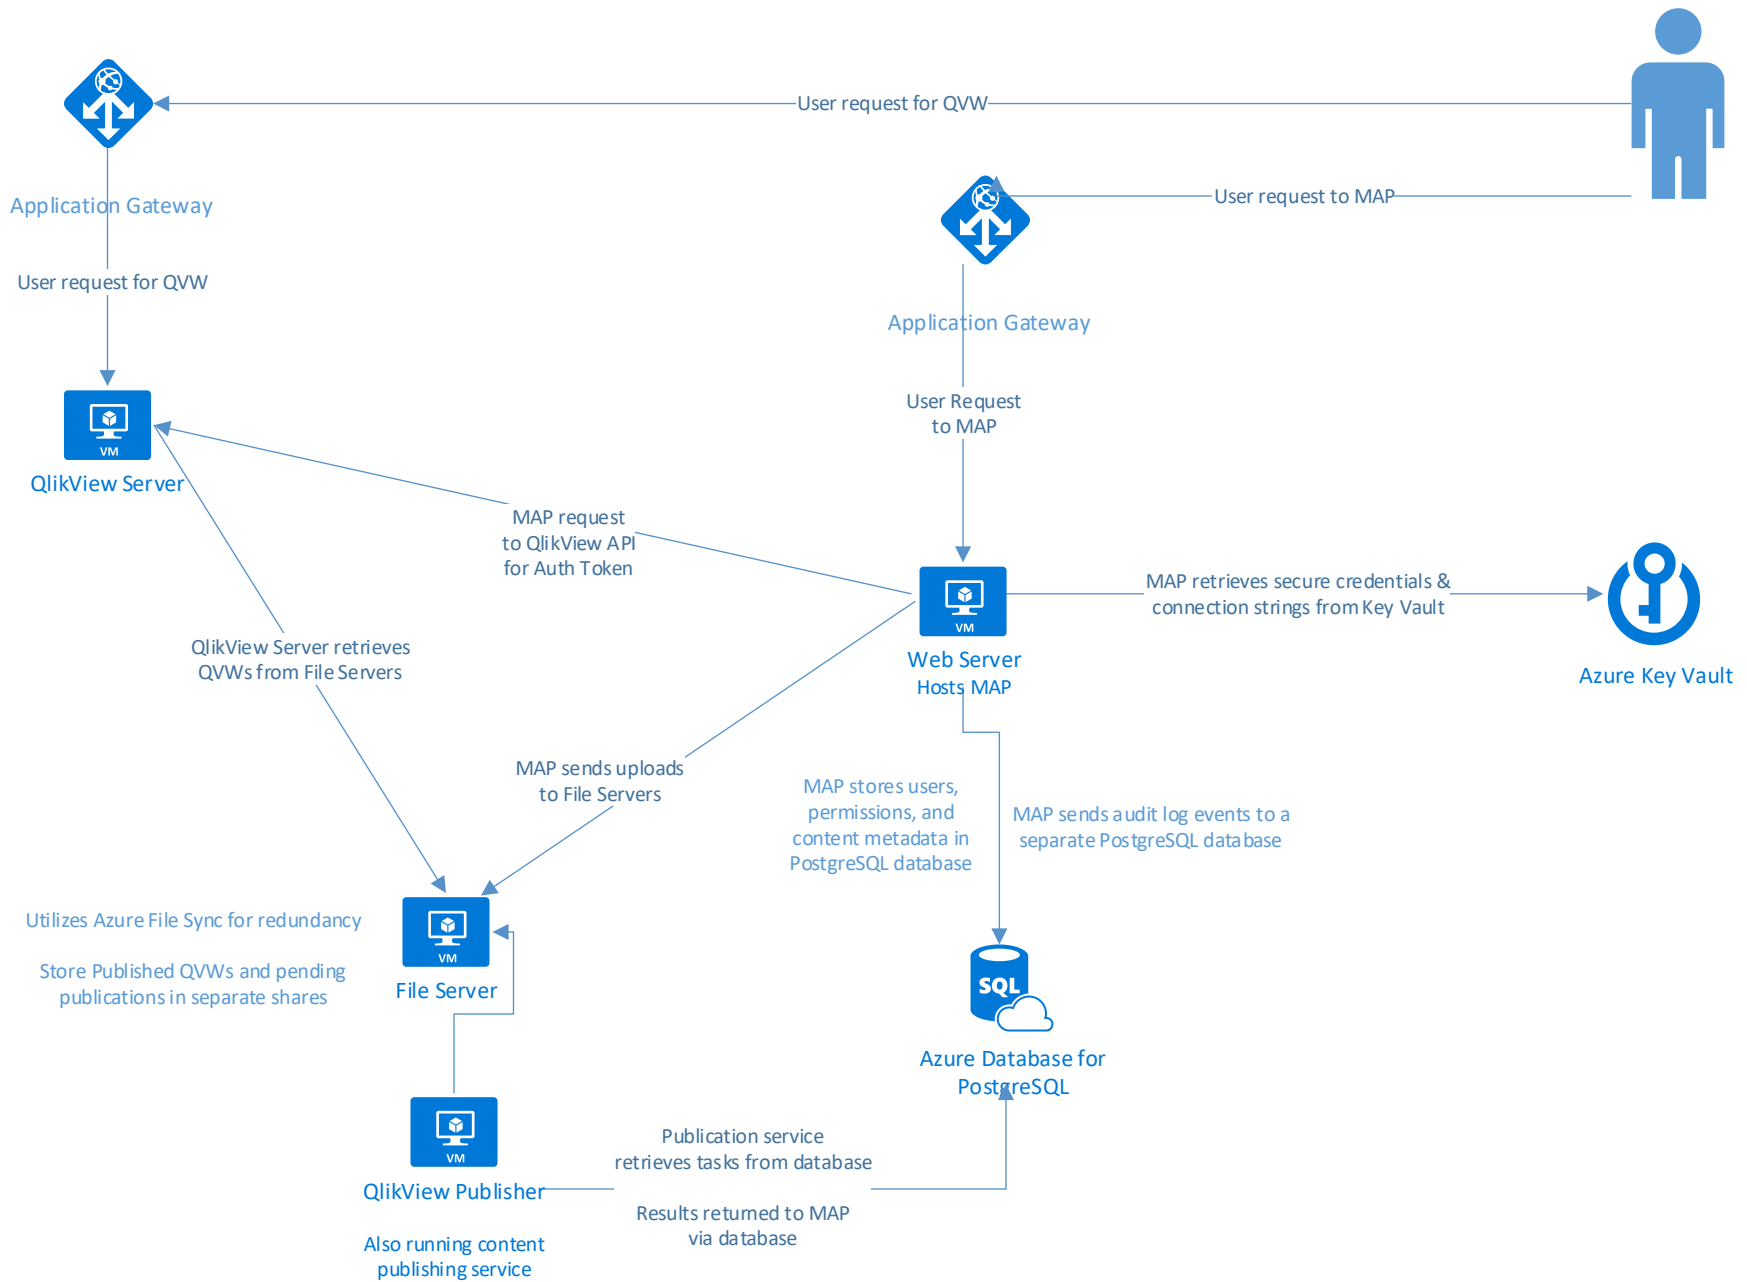 User request for QVW
User request to MAP
Application Gateway
User request for QVW
Application Gateway
User Request
to MAP
VM
QlikView Server
MAP request
to QlikView API
for Auth Token
MAP retrieves secure credentials &
connection strings from Key Vault
VM
Web Server
Hosts MAP
Azure Key Vault
QlikView Server retrieves
QVWs from File Servers
MAP sends uploads
to File Servers
MAP stores users,
permissions, and
content metadata in
PostgreSQL database
MAP sends audit log events to a
separate PostgreSQL database
Utilizes Azure File Sync for redundancy
Store Published QVWs and pending
publications in separate shares
VM
File Server
SQL
Azure Database for
PostgreSQL
VM
QlikView Publisher
Also running content
publishing service
Publication service
retrieves tasks from database
Results returned to MAP
via database